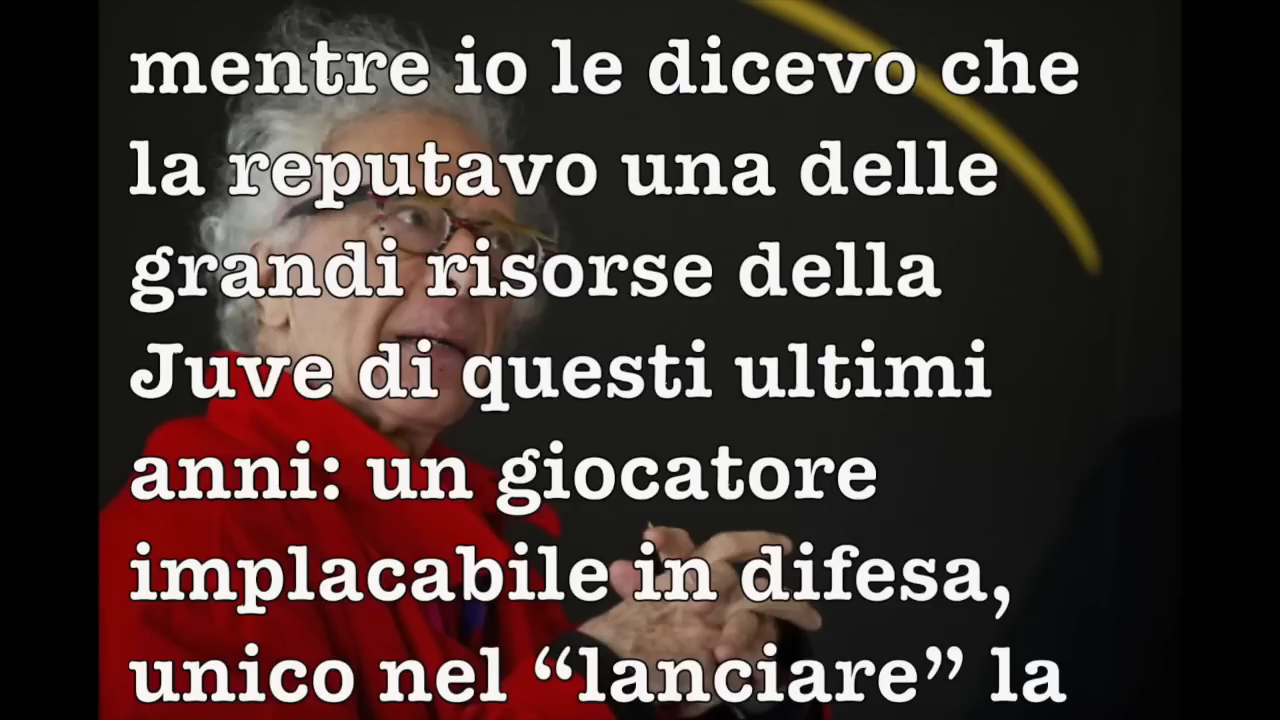 mentre io le dicevo che
la reputavo una delle
grandi risorse della
Juve di questi ultimi
anni: un giocatore
implacabile in difesa,
unico nel “lanciare” la